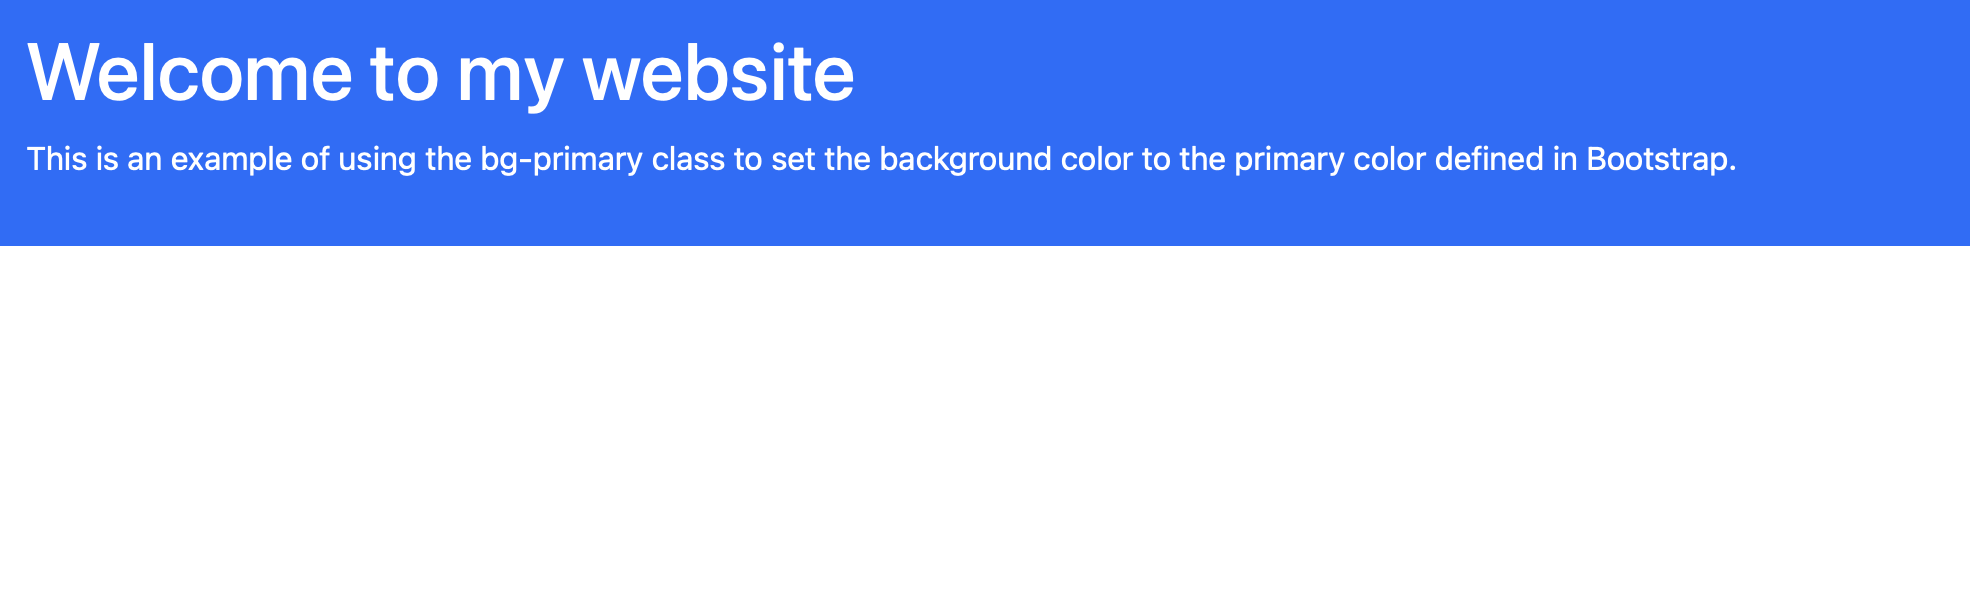 Welcome to my website
This is an example of using the bg-primary class to set the background color to the primary color defined in Bootstrap.